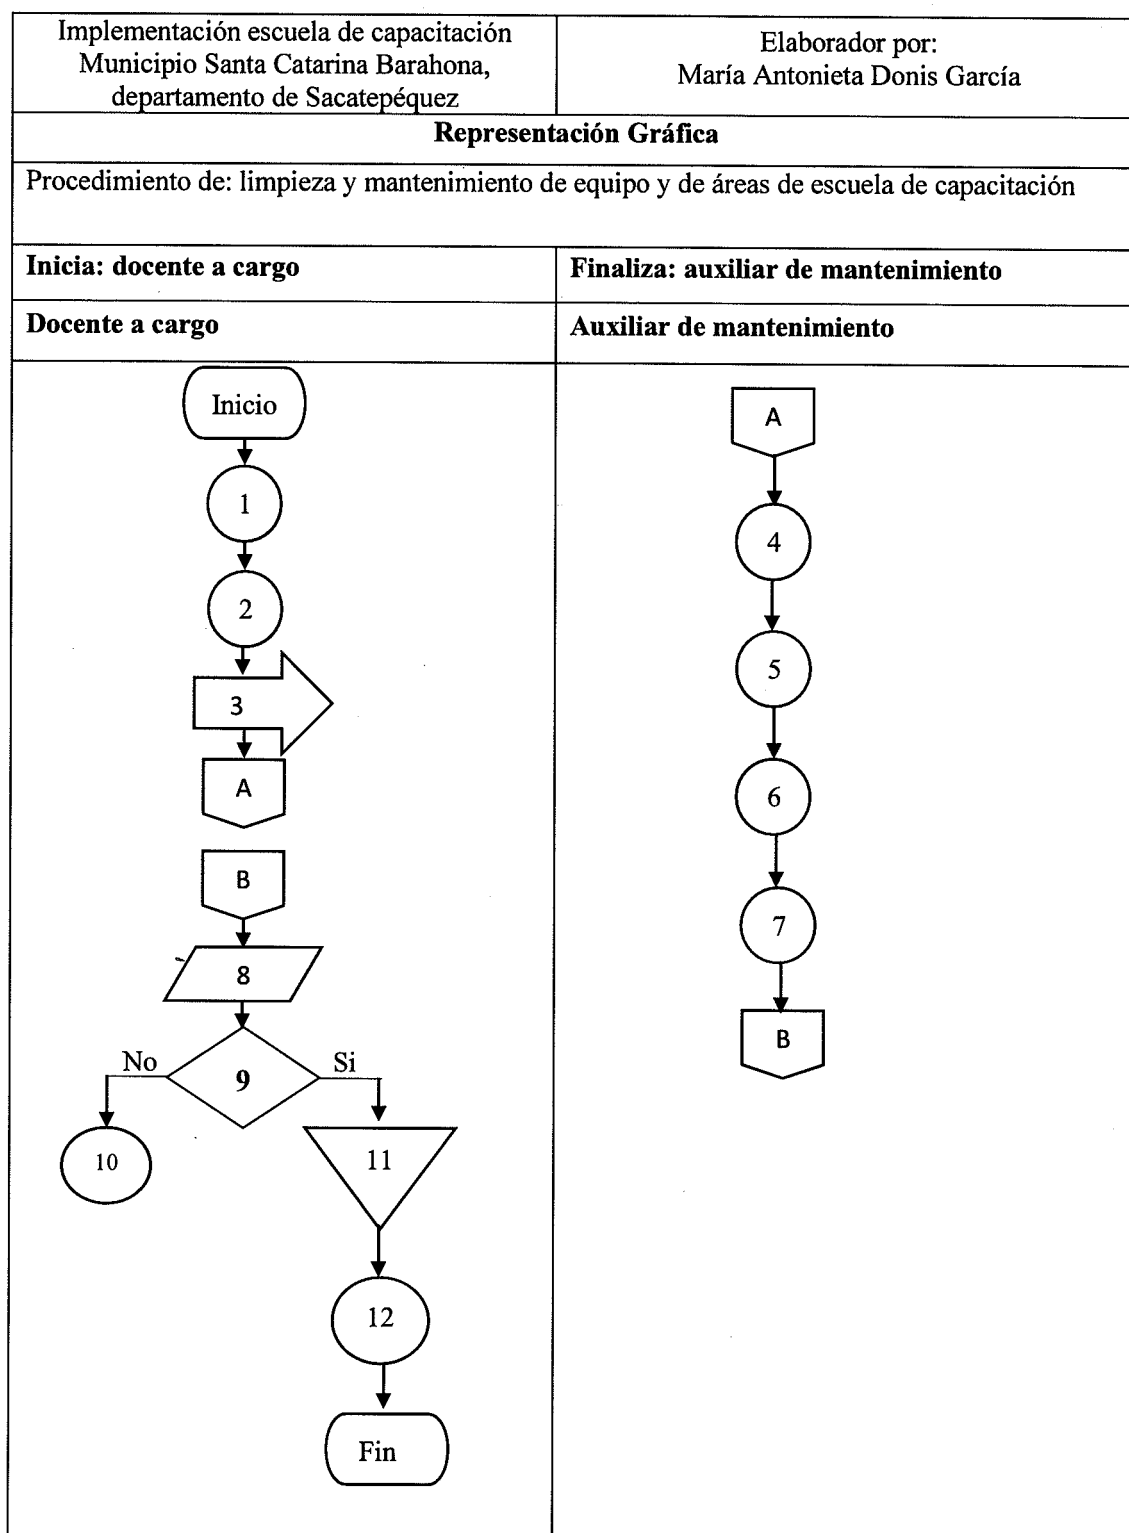 Implementación escuela de capacitación
Municipio Santa Catarina Barahona,
departamento de Sacatepéquez
Elaborador por:
María Antonieta Donis García
Representación Gráfica
Procedimiento de: limpieza y mantenimiento de equipo y de áreas de escuela de capacitación
Inicia: docente a cargo
Finaliza: auxiliar de mantenimiento
Docente a cargo
Auxiliar de mantenimiento
Inicio
1
2
3
A
B
8
9
No
Si
10
11
12
Fin
A
4
5
6
7
B